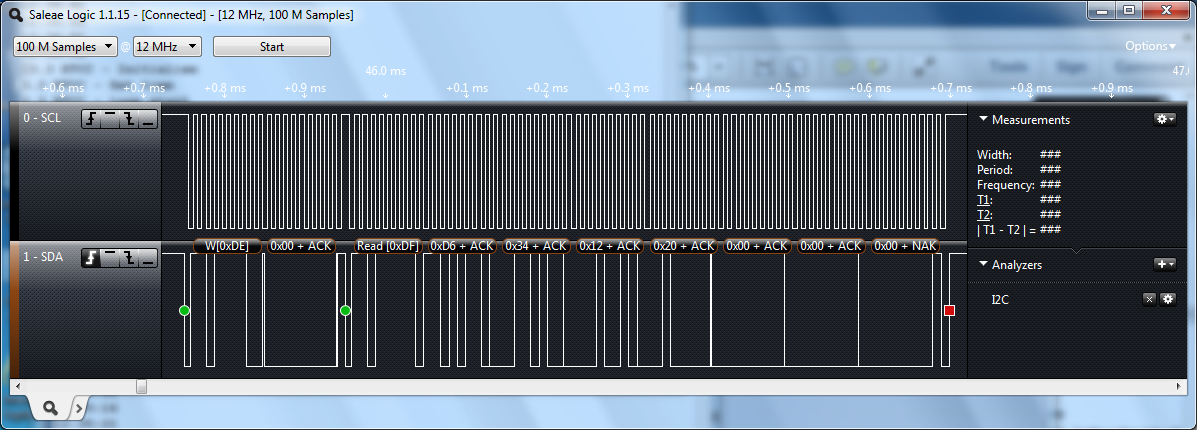 Saleae Logic 1.1.15 - [Connected] - [12 MHz, 100 M Samples]
100 M Samples @ 12 MHz Start Options
46.0 ms 47.0
+0.6 ms +0.7 ms +0.8 ms +0.9 ms +0.1 ms +0.2 ms +0.3 ms +0.4 ms +0.5 ms +0.6 ms +0.7 ms +0.8 ms +0.9 ms
0 - SCL
Measurements
Width: ###
Period: ###
Frequency: ###
T1: ###
T2: ###
| T1 - T2 | = ###
W[0xDE] 0x00 + ACK Read [0xDF] 0xD6 + ACK 0x34 + ACK 0x12 + ACK 0x20 + ACK 0x00 + ACK 0x00 + ACK 0x00 + NAK
1 - SDA
Analyzers
I2C